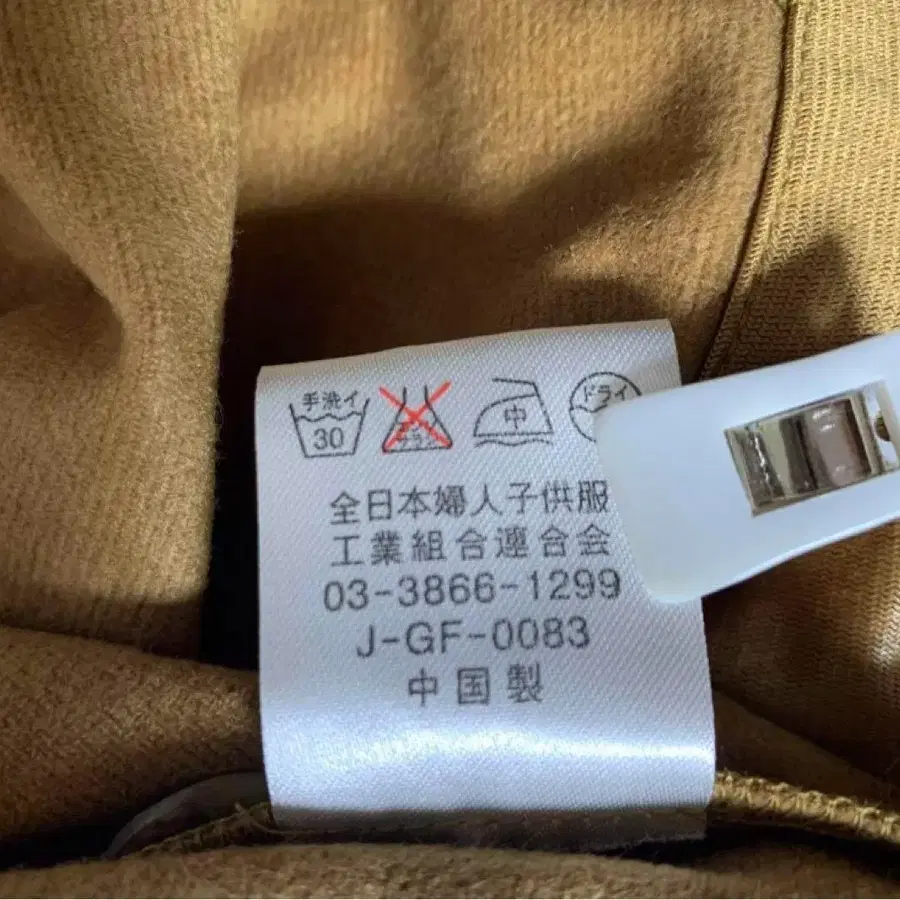 手洗イ 30 中 ドライ
全日本婦人子供服
工業組合連合会
03-3866-1299
J-GF-0083
中国製